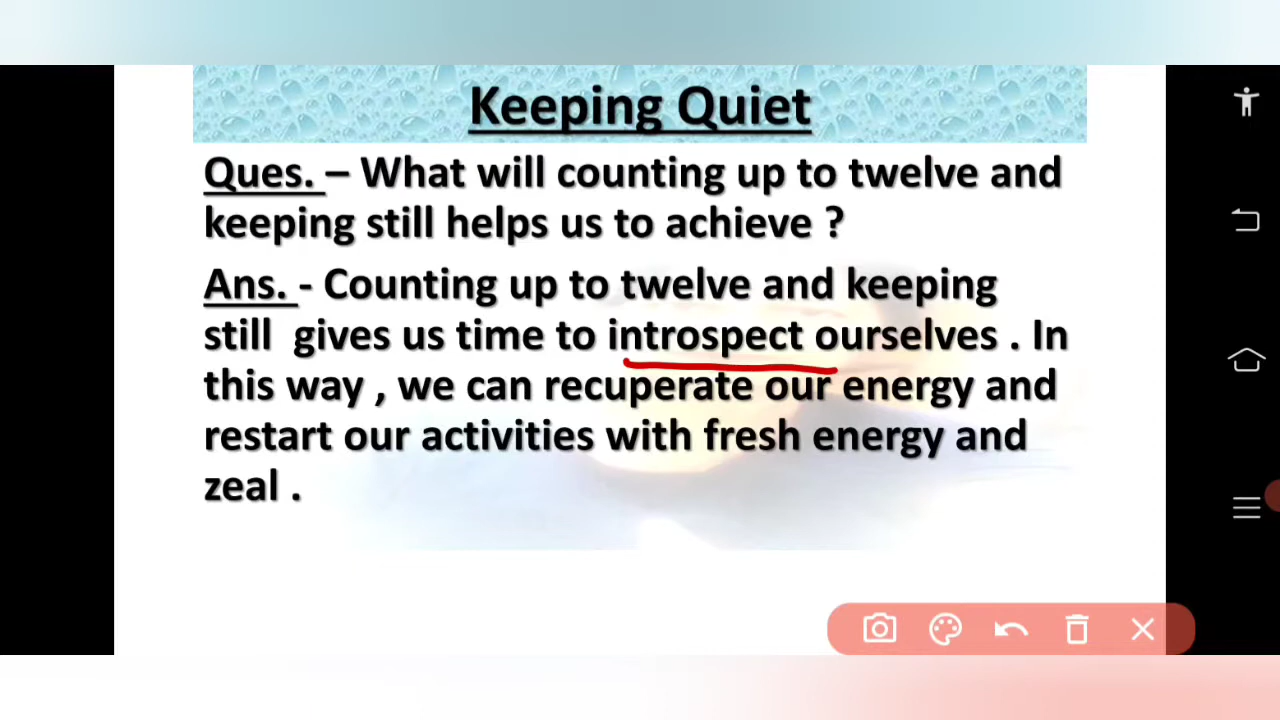 Keeping Quiet
Ques. – What will counting up to twelve and
keeping still helps us to achieve ?
Ans. - Counting up to twelve and keeping
still gives us time to introspect ourselves . In
this way , we can recuperate our energy and
restart our activities with fresh energy and
zeal .